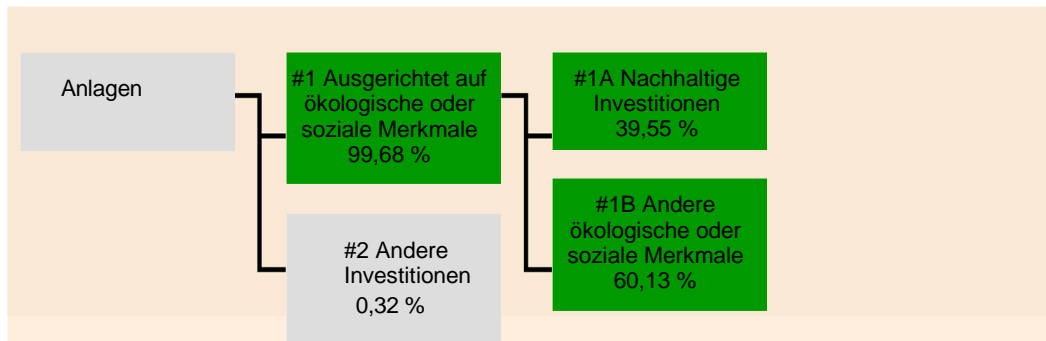 Anlagen
#1 Ausgerichtet auf
ökologische oder
soziale Merkmale
99,68 %
#2 Andere
Investitionen
0,32 %
#1A Nachhaltige
Investitionen
39,55 %
#1B Andere
ökologische oder
soziale Merkmale
60,13 %